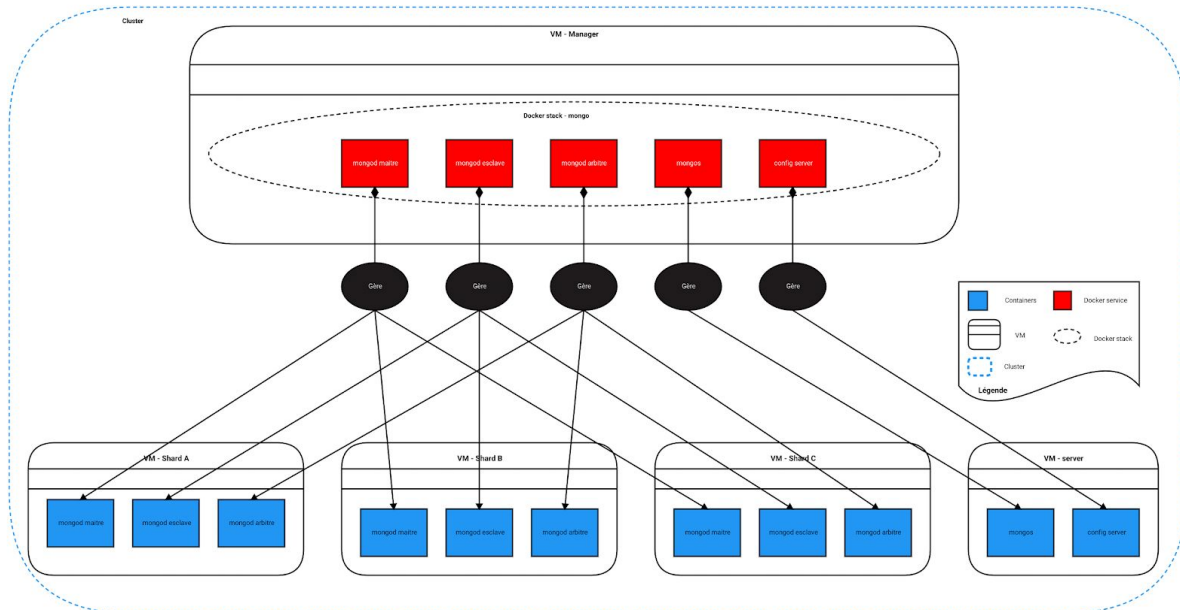 Cluster
VM - Manager
Docker stack - mongo
mongod maitre
mongod esclave
mongod arbitre
mongos
config server
Gère
Gère
Gère
Gère
Gère
Containers
Docker service
VM
Docker stack
Cluster
Légende
VM - Shard A
VM - Shard B
VM - Shard C
VM - server
mongod maitre
mongod esclave
mongod arbitre
mongod maitre
mongod esclave
mongod arbitre
mongod maitre
mongod esclave
mongod arbitre
mongos
config server